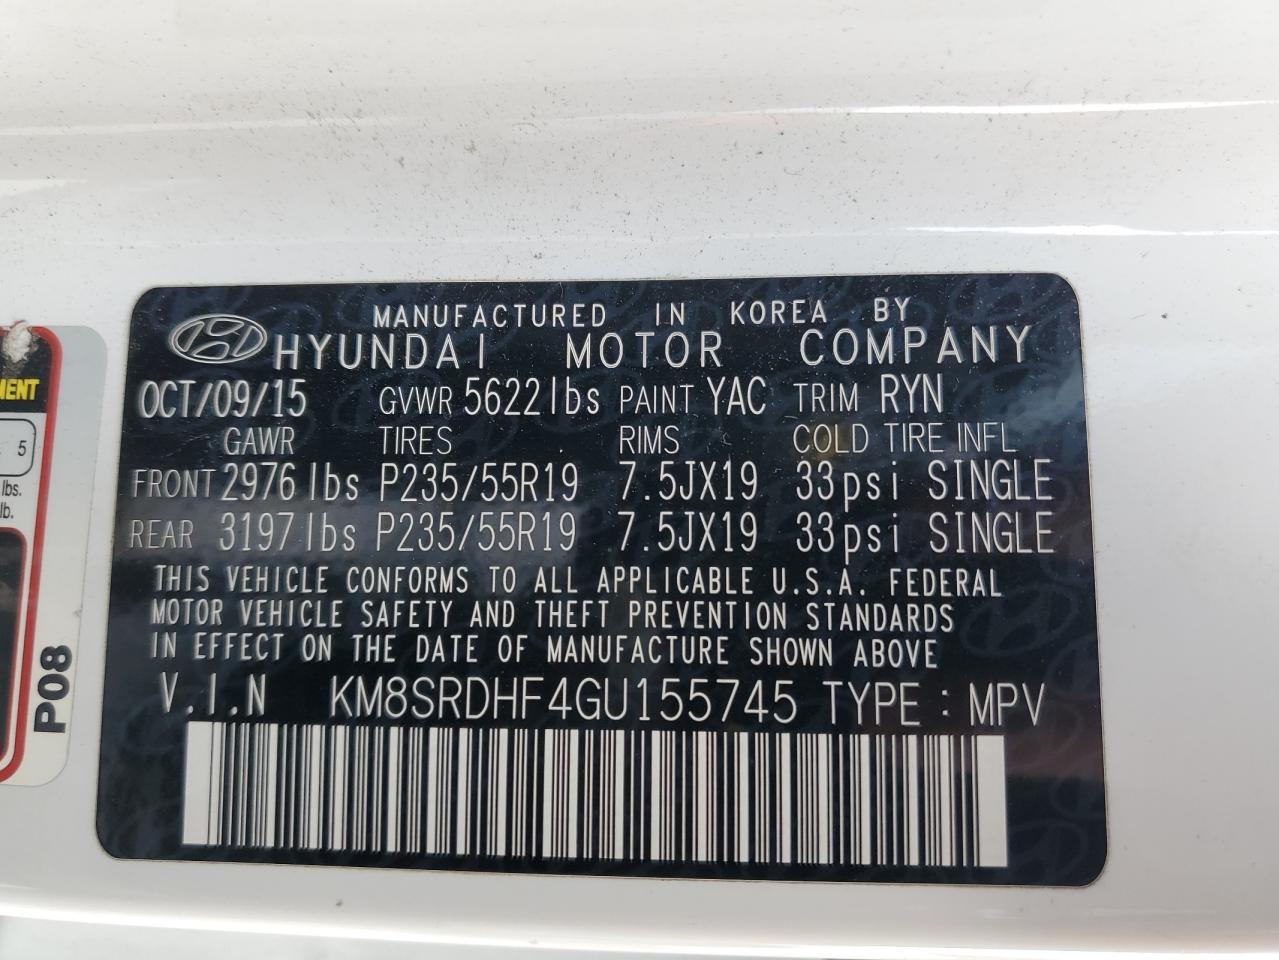 MANUFACTURED IN KOREA BY
HYUNDAI MOTOR COMPANY
OCT/09/15 GVWR 5622lbs PAINT YAC TRIM RYN
GAWR TIRES RIMS COLD TIRE INFL
FRONT 2976lbs P235/55R19 7.5JX19 33psi SINGLE
REAR 3197lbs P235/55R19 7.5JX19 33psi SINGLE
THIS VEHICLE CONFORMS TO ALL APPLICABLE U.S.A. FEDERAL
MOTOR VEHICLE SAFETY AND THEFT PREVENTION STANDARDS
IN EFFECT ON THE DATE OF MANUFACTURE SHOWN ABOVE
V.I.N KM8SRDHF4GU155745 TYPE : MPV
5
lbs.
lb.
P08